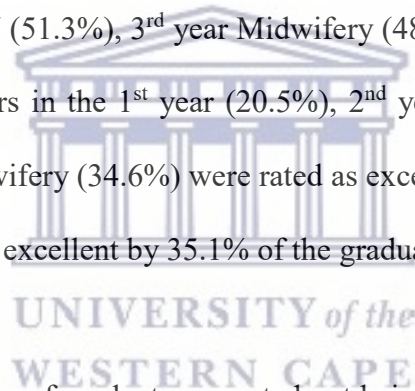 (51.3%), 3rd year Midwifery (48
rs in the 1st year (20.5%), 2nd ye
wifery (34.6%) were rated as exce
excellent by 35.1% of the gradua
UNIVERSITY of the
WESTERN CAPE